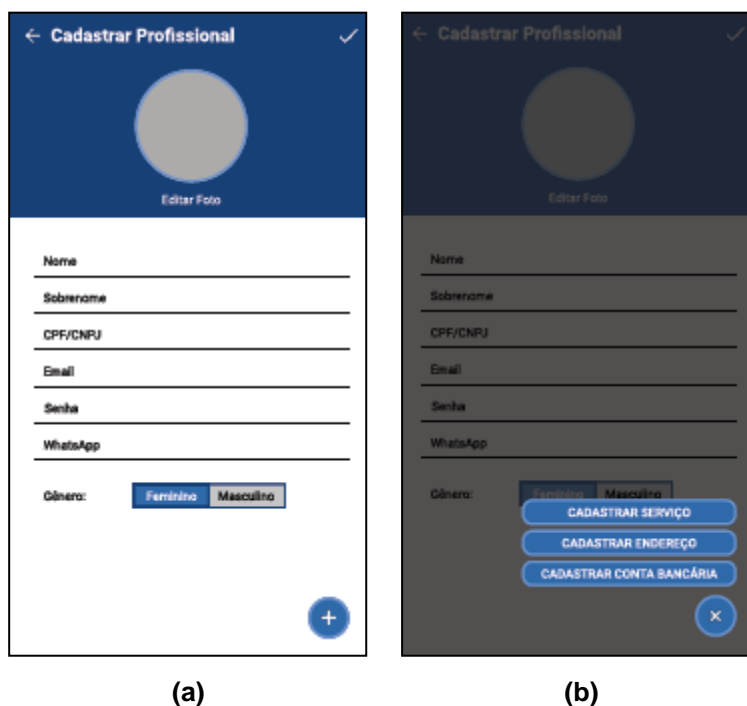 ← Cadastrar Profissional ✓
Editar Foto
Nome
Sobrenome
CPF/CNPJ
Email
Senha
WhatsApp
Gênero: Feminino Masculino
+
(a)
← Cadastrar Profissional ✓
Editar Foto
Nome
Sobrenome
CPF/CNPJ
Email
Senha
WhatsApp
Gênero: Feminino Masculino
CADASTRAR SERVIÇO
CADASTRAR ENDEREÇO
CADASTRAR CONTA BANCÁRIA
×
(b)